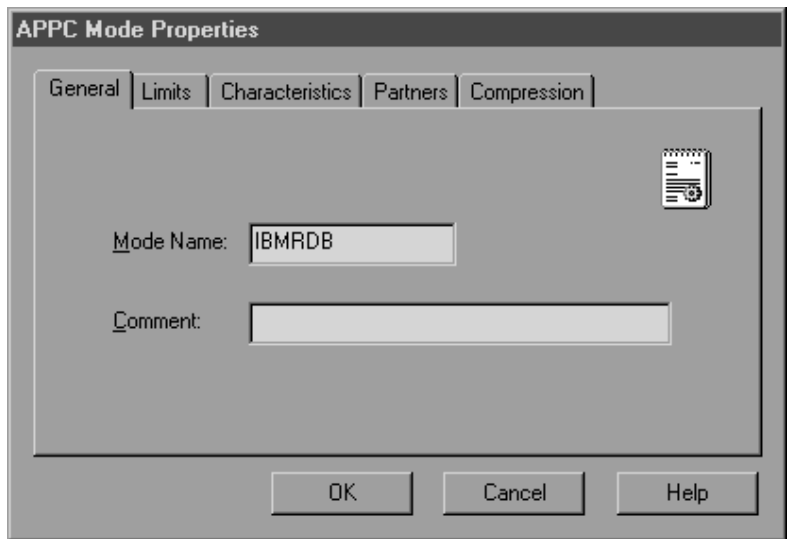 APPC Mode Properties
General Limits Characteristics Partners Compression
Mode Name: IBMRDB
Comment:
OK Cancel Help